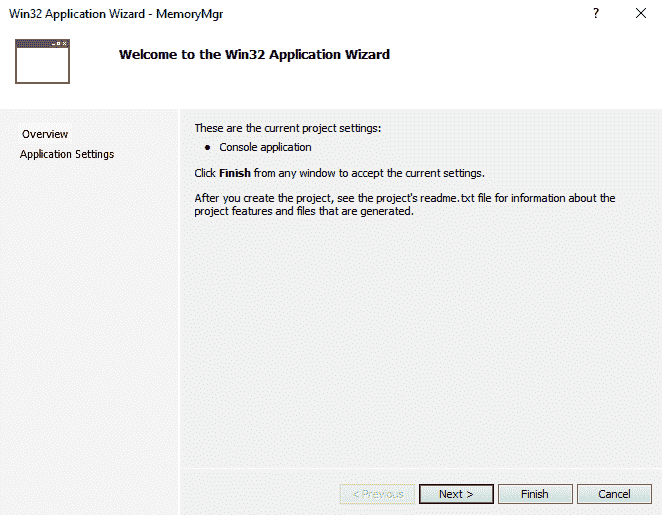 Win32 Application Wizard - MemoryMgr
?
Welcome to the Win32 Application Wizard
Overview
Application Settings
These are the current project settings:
• Console application
Click Finish from any window to accept the current settings.
After you create the project, see the project's readme.txt file for information about the
project features and files that are generated.
< Previous
Next >
Finish
Cancel